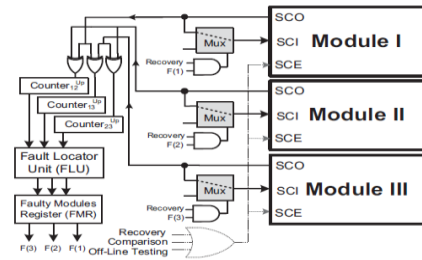 SCO
Mux
SCI
Module I
Recovery
F(1)
SCE
Counter12 Up
Counter13 Up
Counter23 Up
SCO
Mux
SCI
Module II
Recovery
F(2)
SCE
Fault Locator
Unit (FLU)
SCO
Mux
SCI
Module III
Recovery
F(3)
SCE
Faulty Modules
Register (FMR)
F(3) F(2) F(1)
Recovery
Comparison
Off-Line Testing